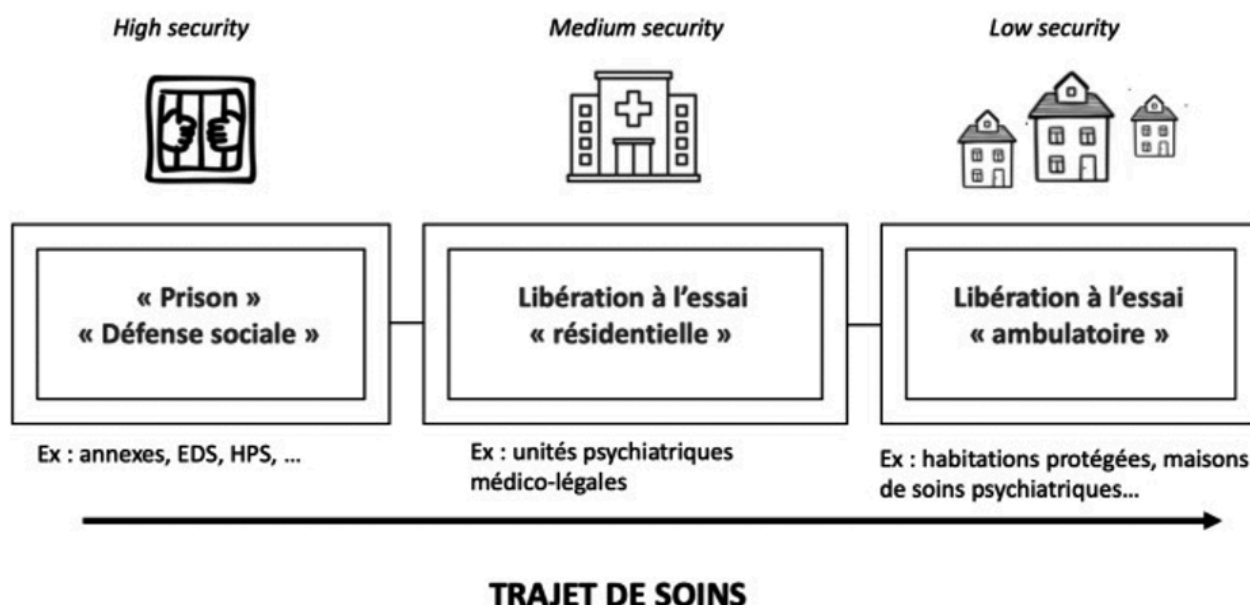 High security
Medium security
Low security
« Prison »
« Défense sociale »
Libération à l’essai
« résidentielle »
Libération à l’essai
« ambulatoire »
Ex : annexes, EDS, HPS, ...
Ex : unités psychiatriques
médico-légales
Ex : habitations protégées, maisons
de soins psychiatriques...
TRAJET DE SOINS